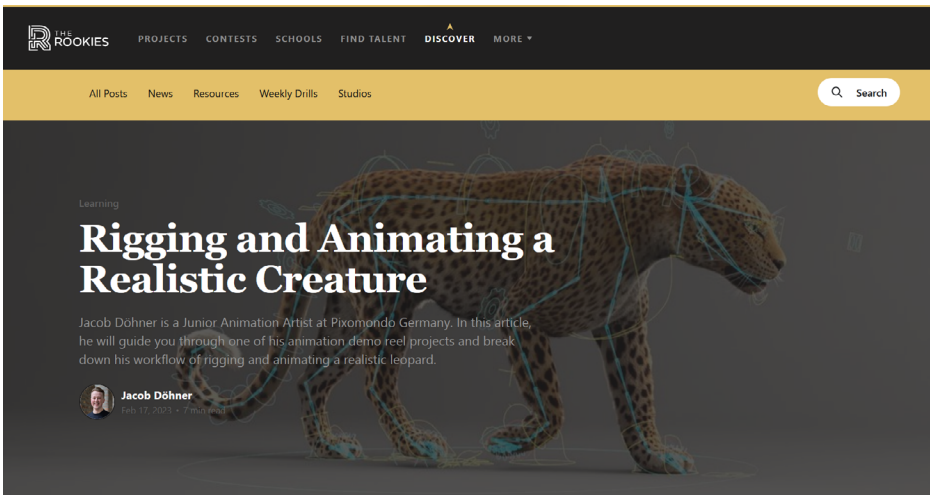 THE
ROOKIES
PROJECTS CONTESTS SCHOOLS FIND TALENT DISCOVER MORE
All Posts News Resources Weekly Drills Studios Search
Learning
Rigging and Animating a
Realistic Creature
Jacob Döhner is a Junior Animation Artist at Pixomondo Germany. In this article,
he will guide you through one of his animation demo reel projects and break
down his workflow of rigging and animating a realistic leopard.
Jacob Döhner
Feb 17, 2023 • 7 min read